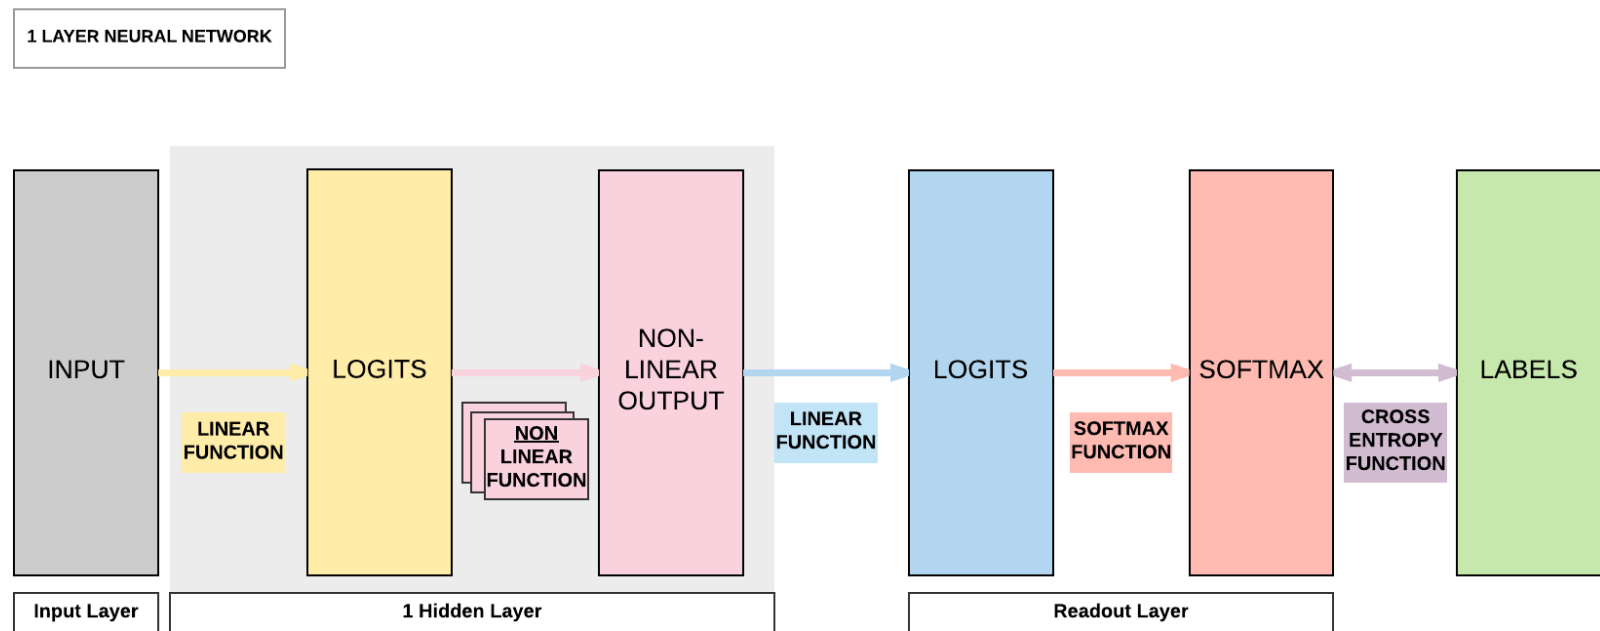 1 LAYER NEURAL NETWORK
INPUT
LINEAR
FUNCTION
LOGITS
NON
LINEAR
FUNCTION
NON-
LINEAR
OUTPUT
LINEAR
FUNCTION
LOGITS
SOFTMAX
FUNCTION
SOFTMAX
CROSS
ENTROPY
FUNCTION
LABELS
Input Layer
1 Hidden Layer
Readout Layer